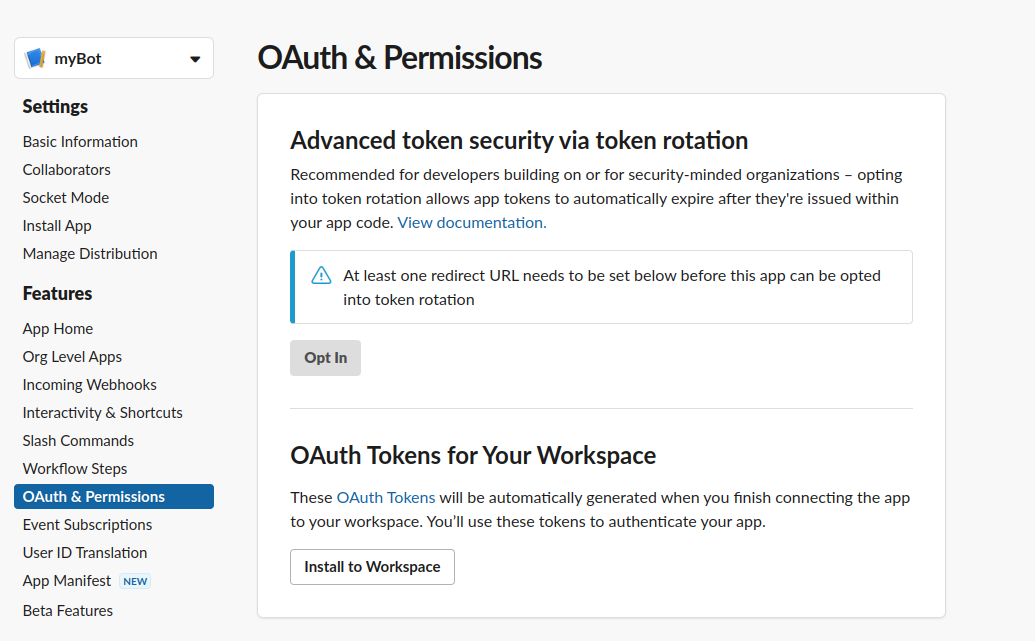 myBot
Settings
Basic Information
Collaborators
Socket Mode
Install App
Manage Distribution
Features
App Home
Org Level Apps
Incoming Webhooks
Interactivity & Shortcuts
Slash Commands
Workflow Steps
OAuth & Permissions
Event Subscriptions
User ID Translation
App Manifest NEW
Beta Features
OAuth & Permissions
Advanced token security via token rotation
Recommended for developers building on or for security-minded organizations – opting
into token rotation allows app tokens to automatically expire after they're issued within
your app code. View documentation.
At least one redirect URL needs to be set below before this app can be opted
into token rotation
Opt In
OAuth Tokens for Your Workspace
These OAuth Tokens will be automatically generated when you finish connecting the app
to your workspace. You’ll use these tokens to authenticate your app.
Install to Workspace